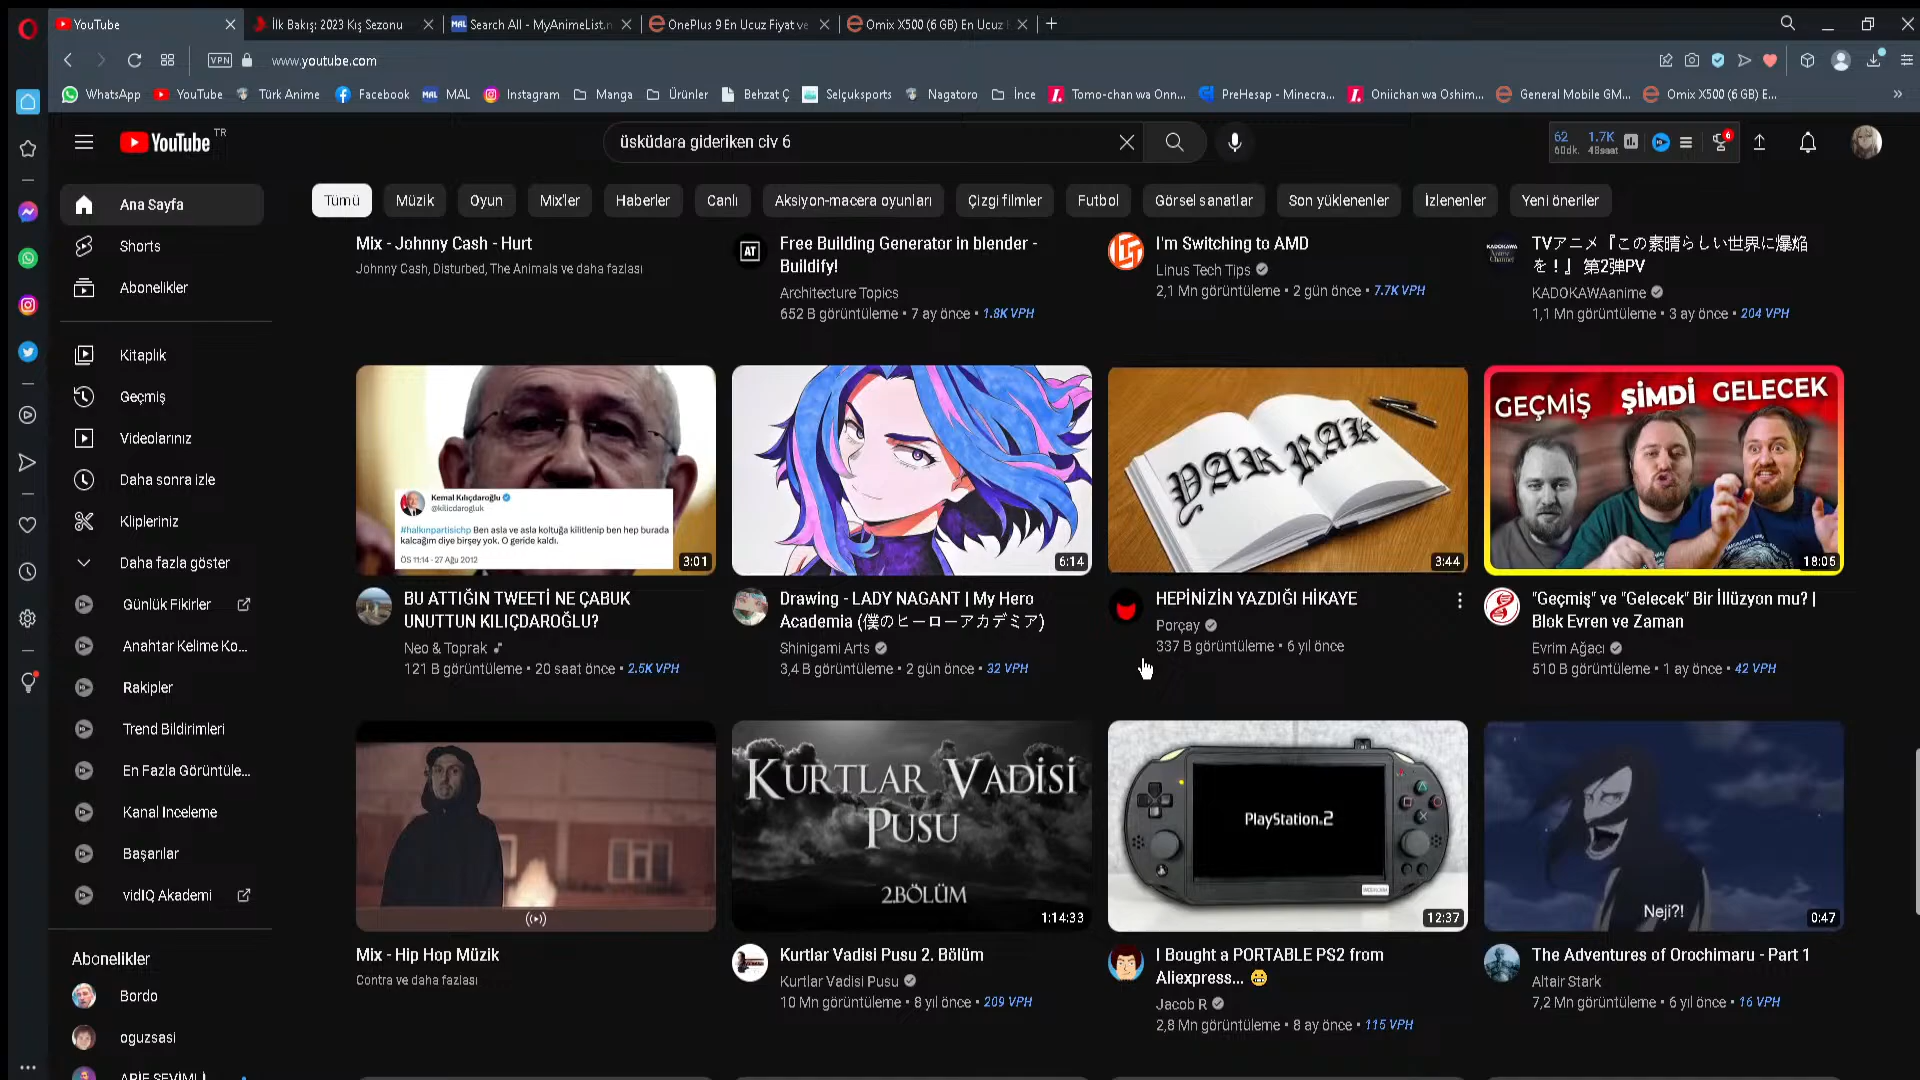 YouTube
İlk Bakış: 2023 Kış Sezonu
MAL Search All - MyAnimeList.n
OnePlus 9 En Ucuz Fiyat ve
Omix X500 (6 GB) En Ucuz
VPN
www.youtube.com
WhatsApp
YouTube
Türk Anime
Facebook
MAL MAL
Instagram
Manga
Ürünler
Behzat Ç
Selçuksports
Nagatoro
İnce
Tomo-chan wa Onn...
PreHesap - Minecra...
Oniichan wa Oshim...
General Mobile GM...
Omix X500 (6 GB) E...
YouTube TR
üsküdara gideriken civ 6
62 1.7K
60dk. 48saat
6
Ana Sayfa
Shorts
Abonelikler
Kitaplık
Geçmiş
Videolarınız
Daha sonra izle
Klipleriniz
Daha fazla göster
Günlük Fikirler
Anahtar Kelime Ko...
Rakipler
Trend Bildirimleri
En Fazla Görüntüle...
Kanal İnceleme
Başarılar
vidIQ Akademi
Abonelikler
Bordo
oguzsasi
ARİF SEVİMLİ
Tümü
Müzik
Oyun
Mix'ler
Haberler
Canlı
Aksiyon-macera oyunları
Çizgi filmler
Futbol
Görsel sanatlar
Son yüklenenler
İzlenenler
Yeni öneriler
Mix - Johnny Cash - Hurt
Johnny Cash, Disturbed, The Animals ve daha fazlası
AT
Free Building Generator in blender -
Buildify!
Architecture Topics
652 B görüntüleme • 7 ay önce • 1.8K VPH
I'm Switching to AMD
Linus Tech Tips
2,1 Mn görüntüleme • 2 gün önce • 7.7K VPH
TVアニメ『この素晴らしい世界に爆焔
を！』 第2弾PV
KADOKAWAanime
1,1 Mn görüntüleme • 3 ay önce • 204 VPH
Kemal Kılıçdaroğlu
@kilicdarogluk
#halkınpartisichp Ben asla ve asla koltuğa kilitlenip ben hep burada
kalcağım diye birşey yok. O geride kaldı.
ÖS 11:14 - 27 Ağu 2012
3:01
BU ATTIĞIN TWEETİ NE ÇABUK
UNUTTUN KILIÇDAROĞLU?
Neo & Toprak
121 B görüntüleme • 20 saat önce • 2.5K VPH
6:14
Drawing - LADY NAGANT | My Hero
Academia (僕のヒーローアカデミア)
Shinigami Arts
3,4 B görüntüleme • 2 gün önce • 32 VPH
YAR RAK
3:44
HEPİNİZİN YAZDIĞI HİKAYE
Porçay
337 B görüntüleme • 6 yıl önce
GEÇMİŞ ŞİMDİ GELECEK
18:05
"Geçmiş" ve "Gelecek" Bir İllüzyon mu? |
Blok Evren ve Zaman
Evrim Ağacı
510 B görüntüleme • 1 ay önce • 42 VPH
Mix - Hip Hop Müzik
Contra ve daha fazlası
KURTLAR VADİSİ
PUSU
2.BÖLÜM
1:14:33
Kurtlar Vadisi Pusu 2. Bölüm
Kurtlar Vadisi Pusu
10 Mn görüntüleme • 8 yıl önce • 209 VPH
PlayStation.2
12:37
I Bought a PORTABLE PS2 from
Aliexpress... 😬
Jacob R
2,8 Mn görüntüleme • 8 ay önce • 115 VPH
Neji?!
0:47
The Adventures of Orochimaru - Part 1
Altair Stark
7,2 Mn görüntüleme • 6 yıl önce • 16 VPH